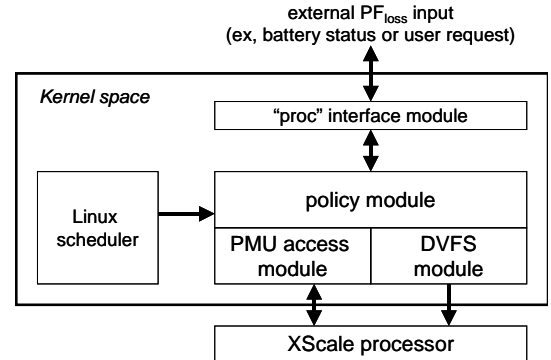 external PFloss input
(ex, battery status or user request)
Kernel space
“proc” interface module
Linux
scheduler
policy module
PMU access
module
DVFS
module
XScale processor